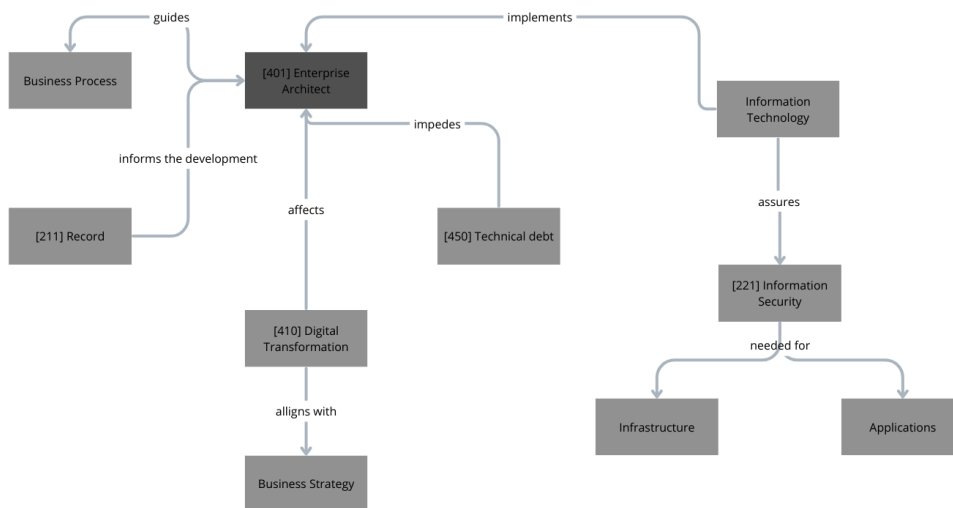 guides
implements
Business Process
[401] Enterprise
Architect
Information
Technology
impedes
informs the development
affects
assures
[211] Record
[450] Technical debt
[221] Information
Security
[410] Digital
Transformation
needed for
alligns with
Infrastructure
Applications
Business Strategy